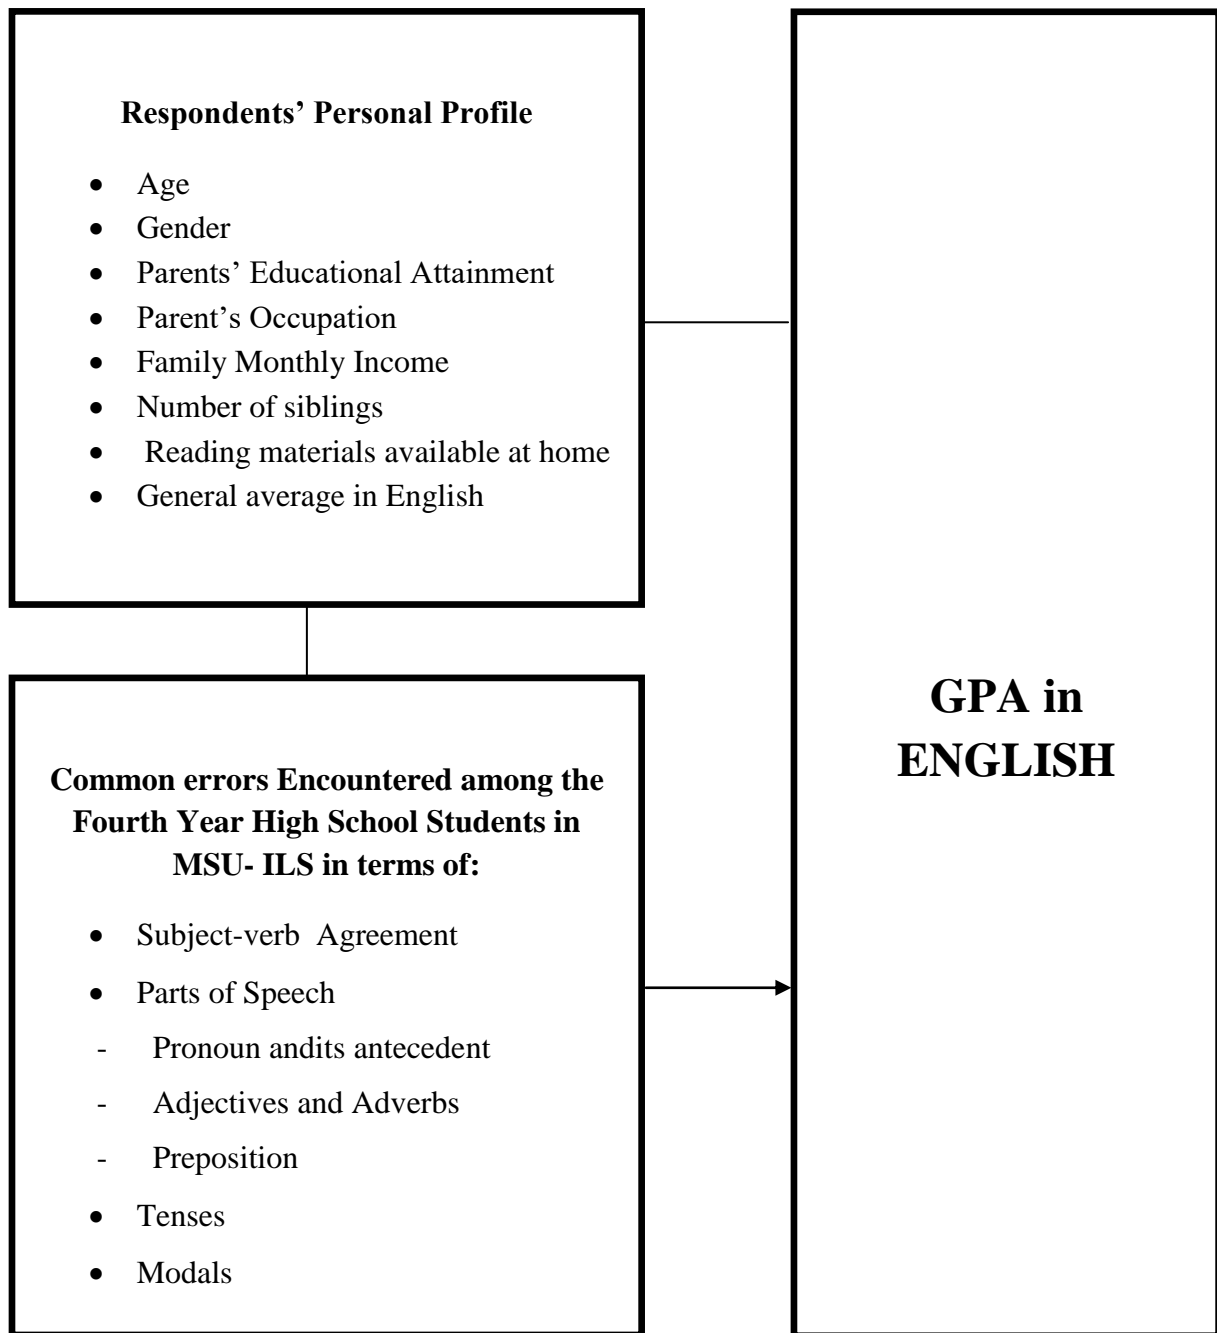 Respondents’ Personal Profile
• Age
• Gender
• Parents’ Educational Attainment
• Parent’s Occupation
• Family Monthly Income
• Number of siblings
• Reading materials available at home
• General average in English
Common errors Encountered among the
Fourth Year High School Students in
MSU- ILS in terms of:
• Subject-verb Agreement
• Parts of Speech
- Pronoun andits antecedent
- Adjectives and Adverbs
- Preposition
• Tenses
• Modals
GPA in
ENGLISH